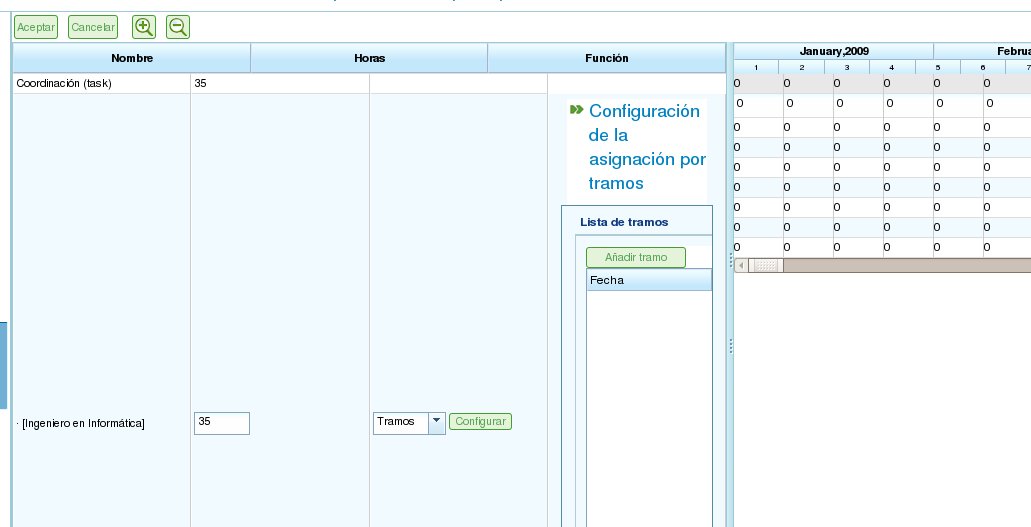 Aceptar Cancelar
Nombre Horas Función January,2009
1 2 3 4 5 6 7
Coordinación (task) 35 0 0 0 0 0 0
0 0 0 0 0 0
Configuración
de la
asignación por
tramos
0 0 0 0 0 0
0 0 0 0 0 0
0 0 0 0 0 0
0 0 0 0 0 0
0 0 0 0 0 0
Lista de tramos 0 0 0 0 0 0
0 0 0 0 0 0
Añadir tramo
Fecha
· [Ingeniero en Informática] 35 Tramos Configurar